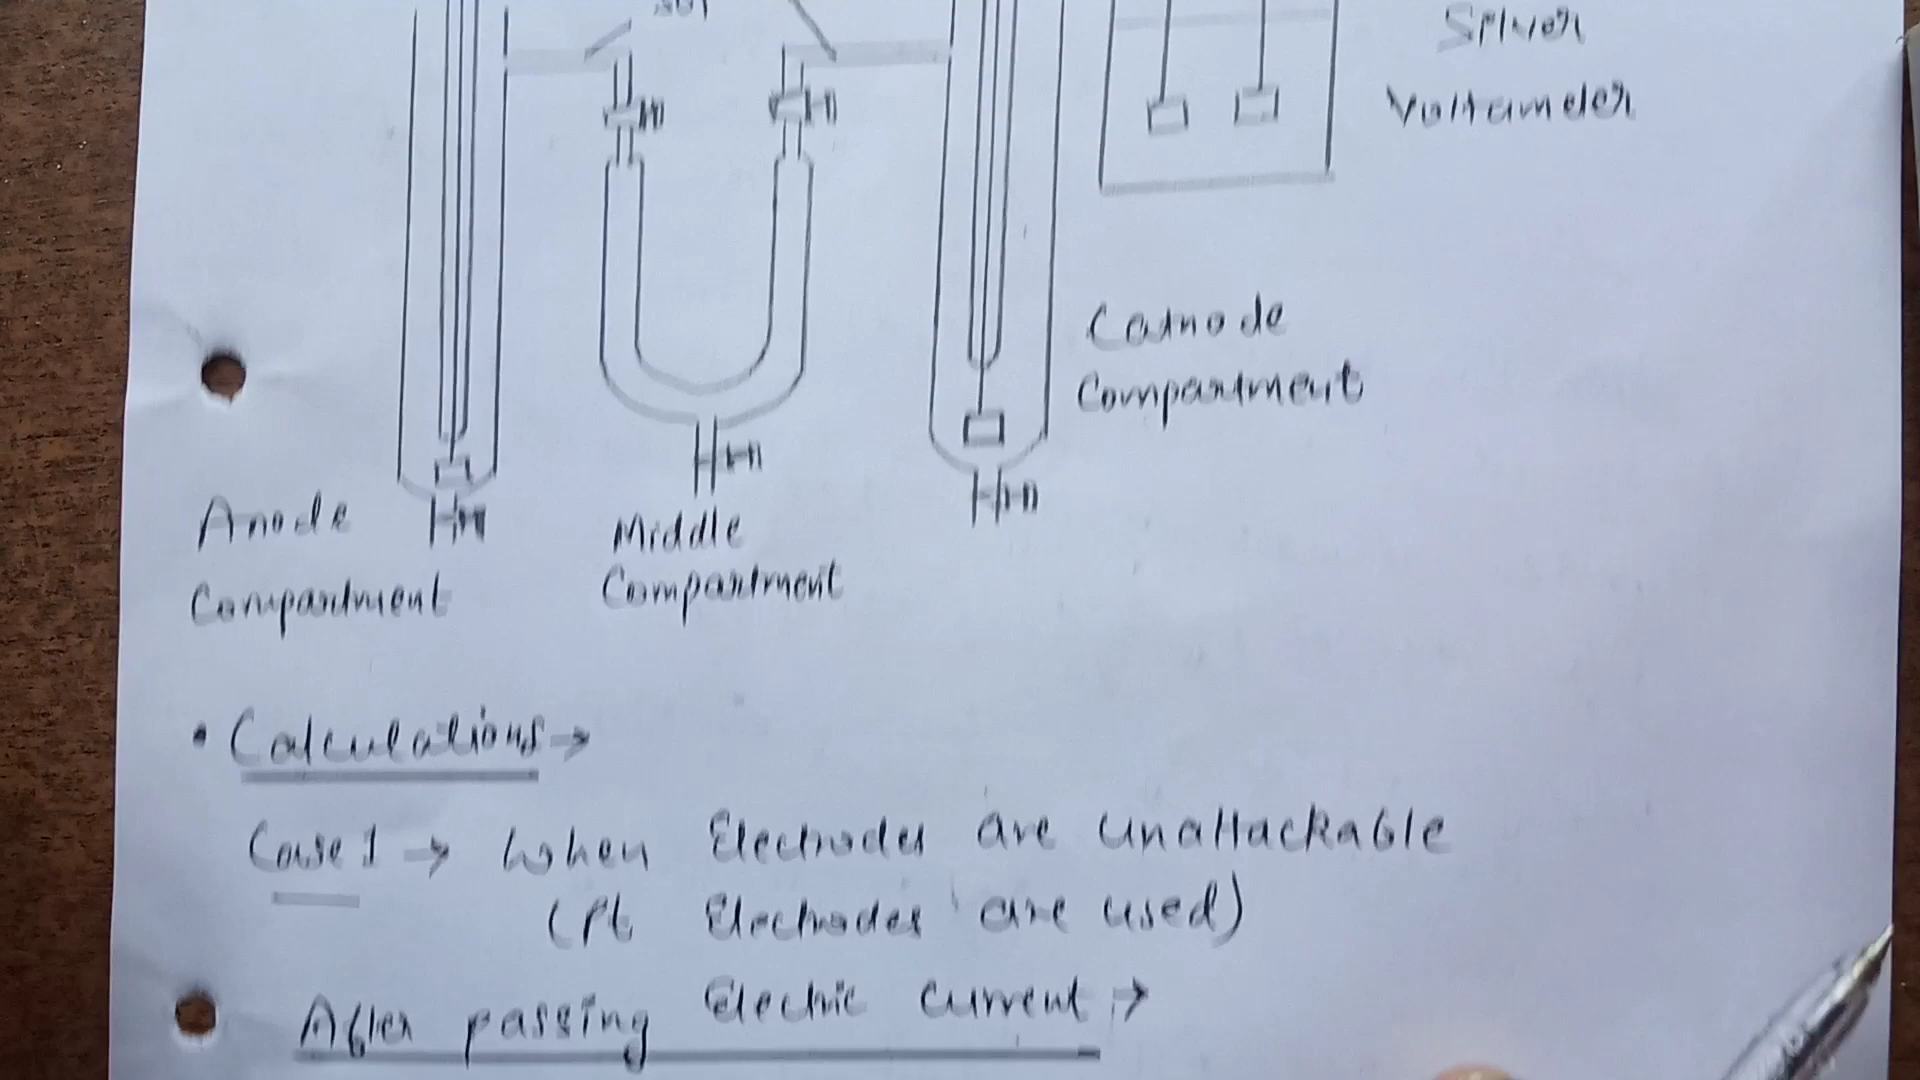 Silver
Voltameter
Cathode
Compartment
Anode
Compartment
Middle
Compartment
• Calculations →
Case 1 → When Electrodes are unattackable
(Pt Electrodes are used)
After passing Electric current →